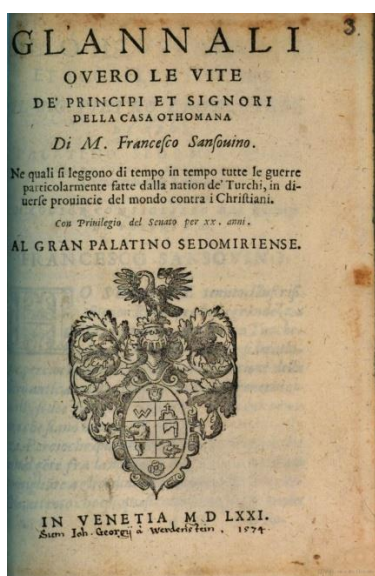 3.
GL'ANNALI
OVERO LE VITE
DE' PRINCIPI ET SIGNORI
DELLA CASA OTHOMANA
Di M. Francesco Sansouino.
Ne quali si leggono di tempo in tempo tutte le guerre
particolarmente fatte dalla nation de' Turchi, in di-
uerse prouincie del mondo contra i Christiani.
Con Priuilegio del Senato per xx. anni.
AL GRAN PALATINO SEDOMIRIENSE.
IN VENETIA M D LXXI.
Sum Joh. Georgij à Werdenstein. 1574.